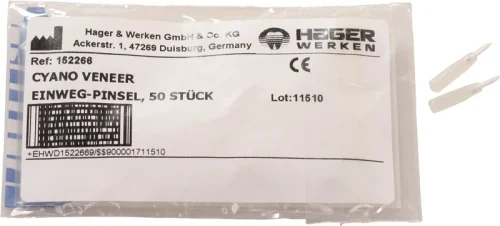 Hager & Werken GmbH & Co. KG
Ackerstr. 1, 47269 Duisburg, Germany
HAGER
WERKEN
Ref: 152266
CYANO VENEER
EINWEG-PINSEL, 50 STÜCK
CE
Lot:11510
+EHWD1522669/$$900001711510